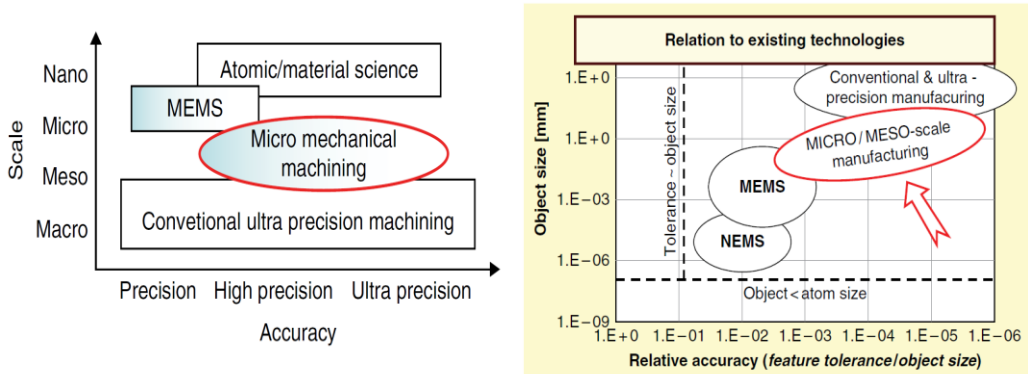 Scale
Nano
Micro
Meso
Macro
Atomic/material science
MEMS
Micro mechanical
machining
Convetional ultra precision machining
Precision
High precision
Ultra precision
Accuracy
Relation to existing technologies
Object size [mm]
1.E+0
1.E+0
1.E−03
1.E−06
1.E−09
Tolerance ~ object size
Conventional & ultra -
precision manufacuring
MICRO/MESO-scale
manufacturing
MEMS
NEMS
Object < atom size
1.E+0
1.E−01
1.E−02
1.E−03
1.E−04
1.E−05
1.E−06
Relative accuracy (feature tolerance/object size)